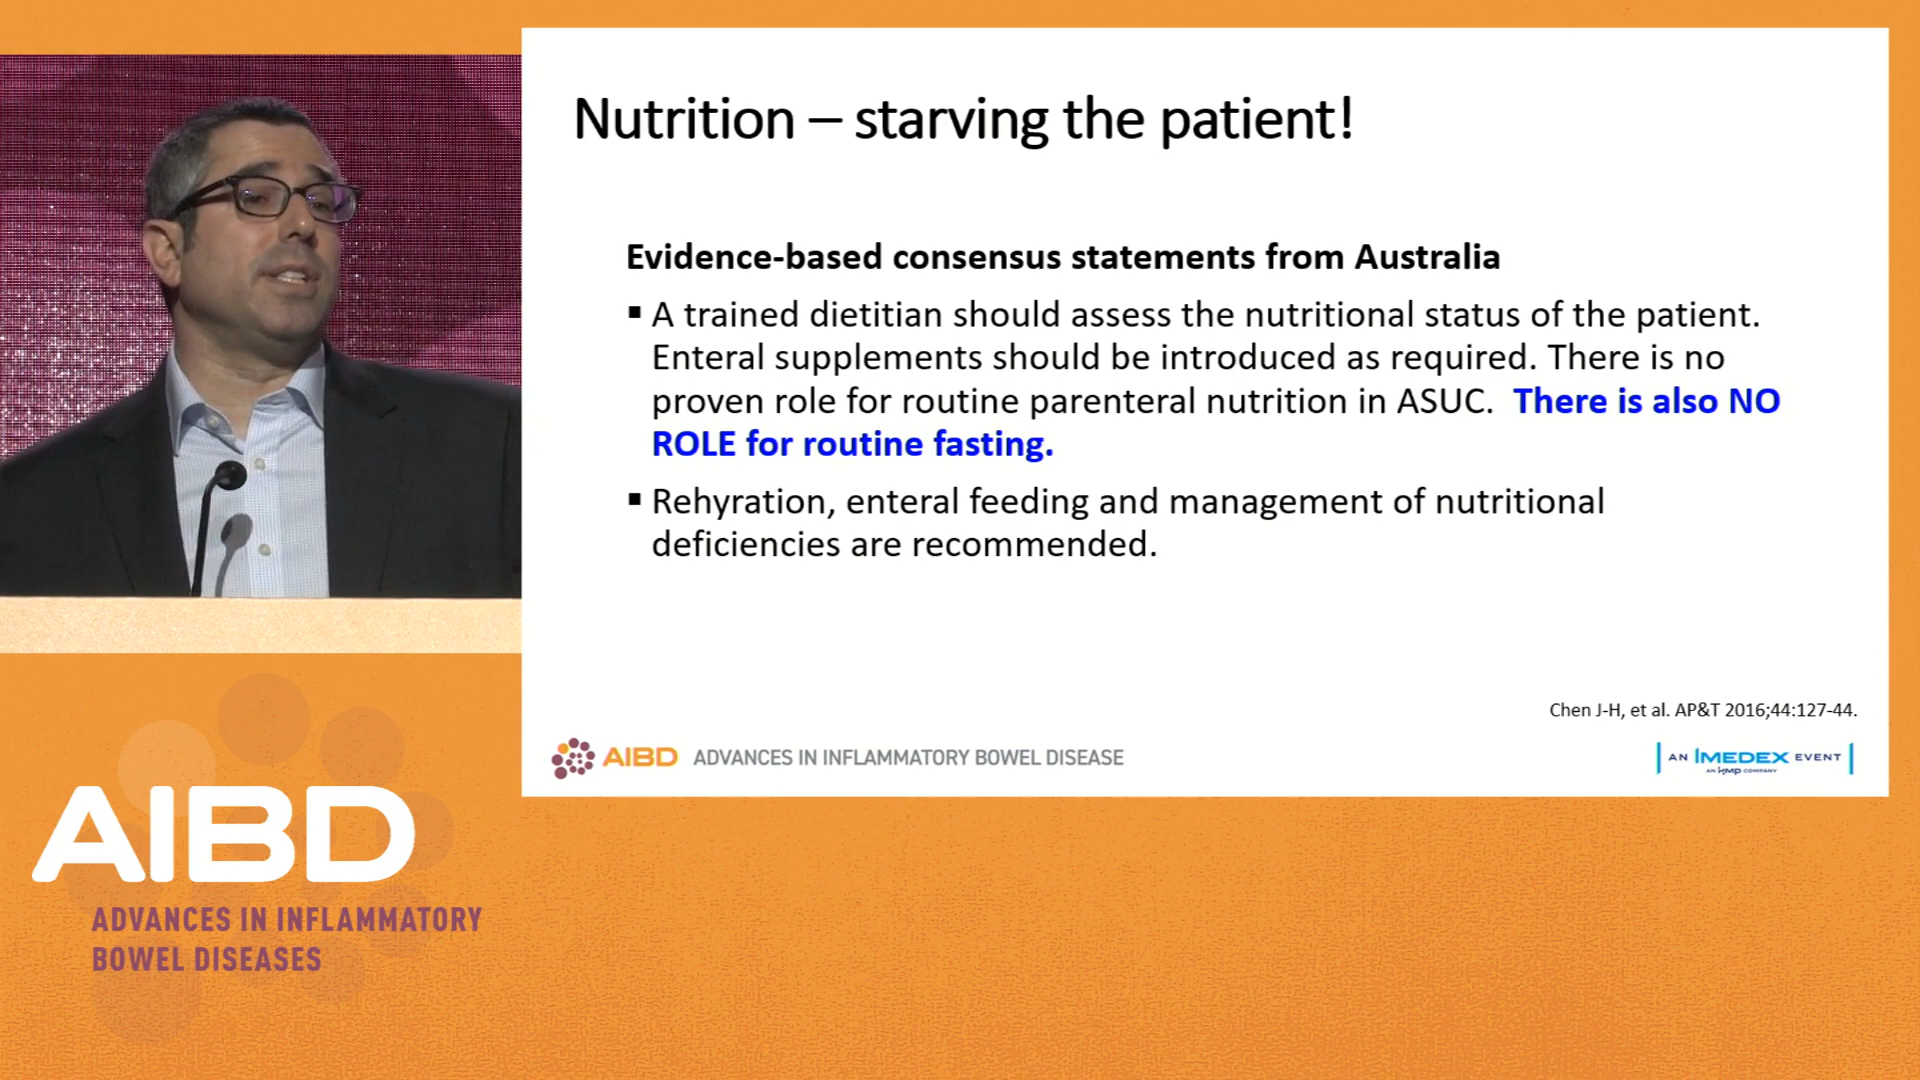 Nutrition – starving the patient!
Evidence-based consensus statements from Australia
▪ A trained dietitian should assess the nutritional status of the patient.
Enteral supplements should be introduced as required. There is no
proven role for routine parenteral nutrition in ASUC. There is also NO
ROLE for routine fasting.
▪ Rehyration, enteral feeding and management of nutritional
deficiencies are recommended.
Chen J-H, et al. AP&T 2016;44:127-44.
AIBD ADVANCES IN INFLAMMATORY BOWEL DISEASE
AN IMEDEX EVENT
AN HMP COMPANY
AIBD
ADVANCES IN INFLAMMATORY
BOWEL DISEASES